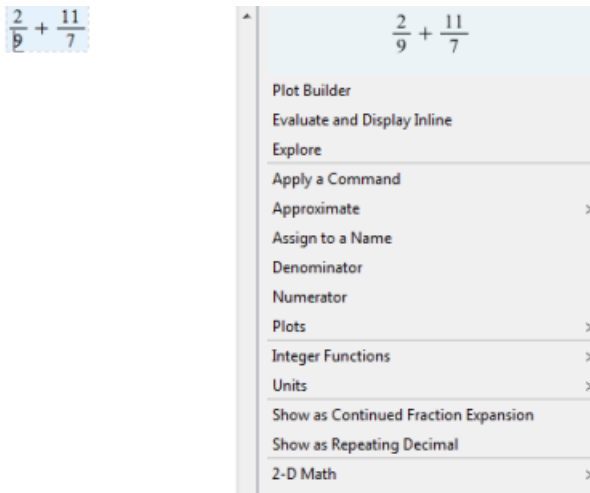 2/9 + 11/7
2/9 + 11/7
Plot Builder
Evaluate and Display Inline
Explore
Apply a Command
Approximate >
Assign to a Name
Denominator
Numerator
Plots >
Integer Functions >
Units >
Show as Continued Fraction Expansion
Show as Repeating Decimal
2-D Math >